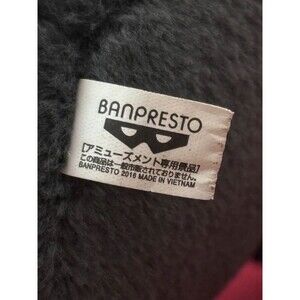 BANPRESTO
[アミューズメント専用景品]
この商品は一般市販されておりません。
BANPRESTO 2016 MADE IN VIETNAM